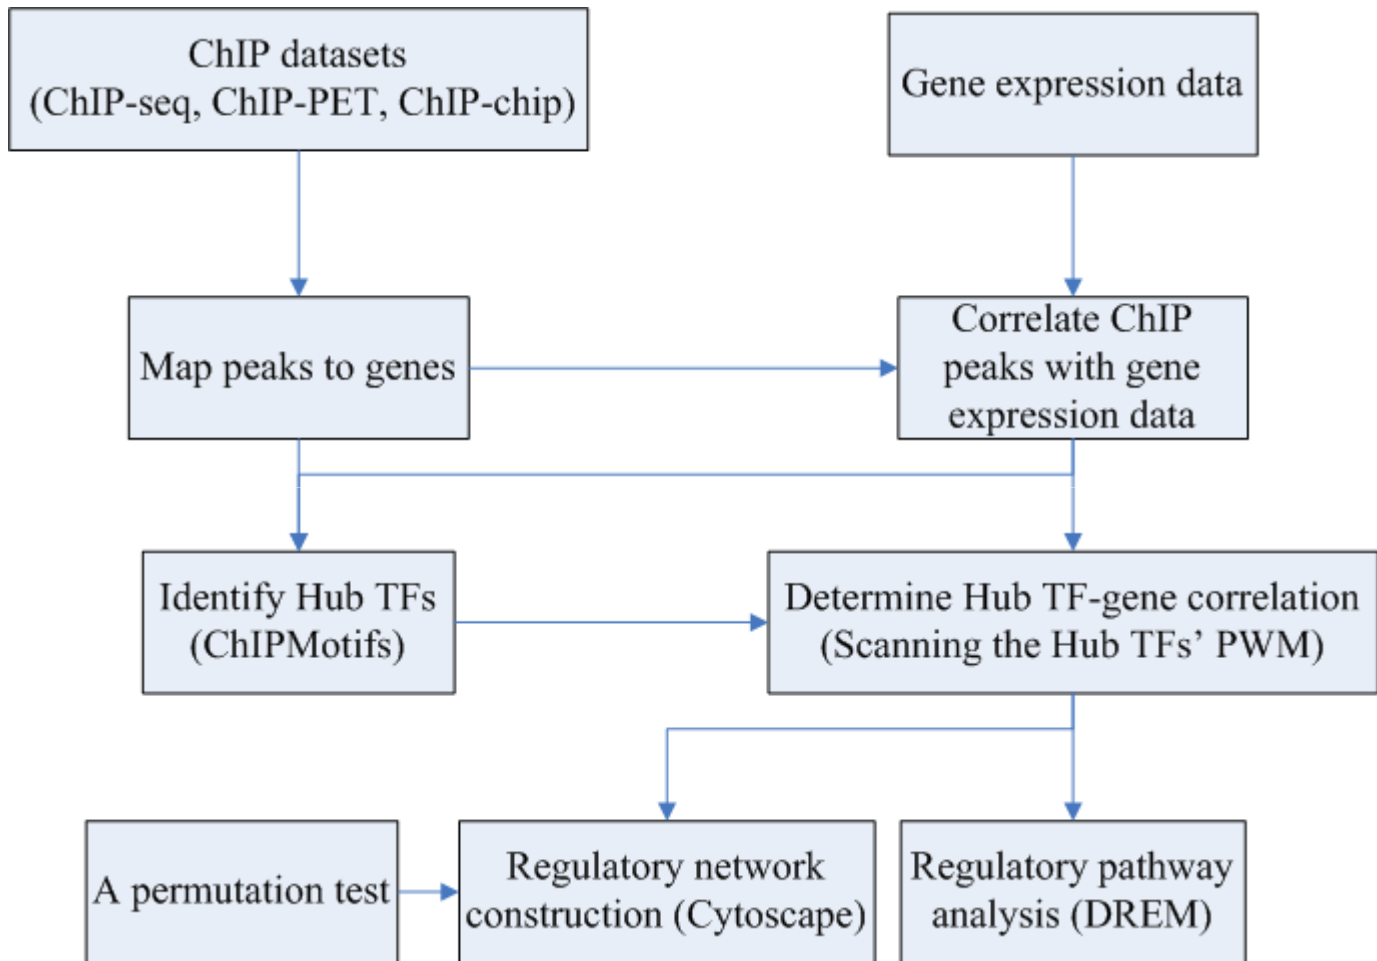 ChIP datasets
(ChIP-seq, ChIP-PET, ChIP-chip)
Gene expression data
Map peaks to genes
Correlate ChIP
peaks with gene
expression data
Identify Hub TFs
(ChIPMotifs)
Determine Hub TF-gene correlation
(Scanning the Hub TFs’ PWM)
A permutation test
Regulatory network
construction (Cytoscape)
Regulatory pathway
analysis (DREM)